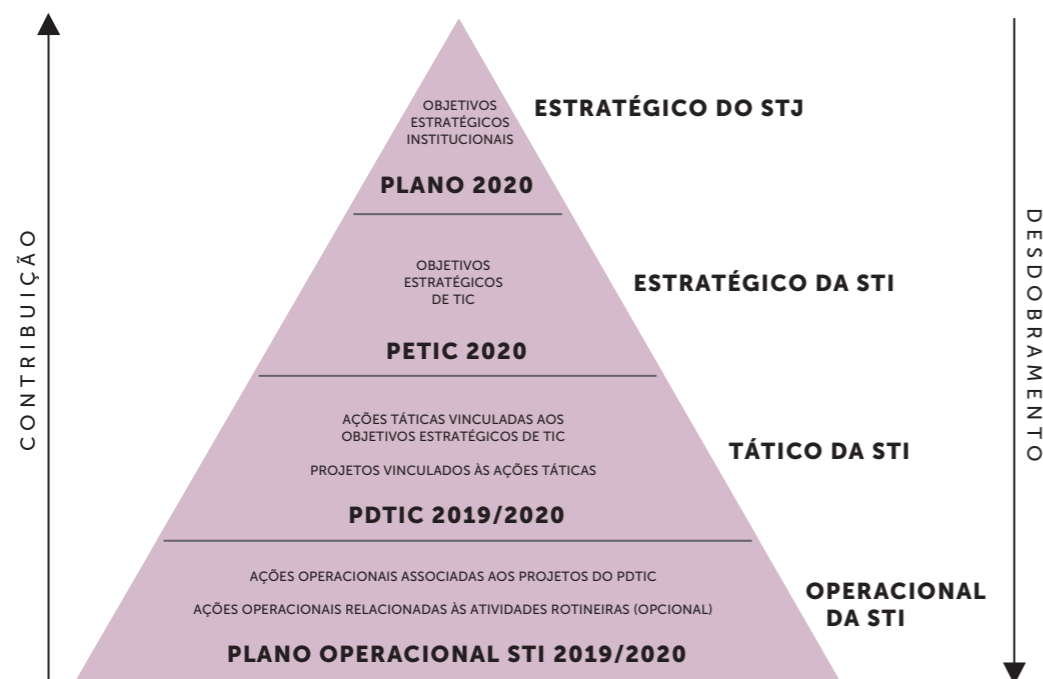 OBJETIVOS
ESTRATÉGICOS
INSTITUCIONAIS
ESTRATÉGICO DO STJ
PLANO 2020
OBJETIVOS
ESTRATÉGICOS
DE TIC
ESTRATÉGICO DA STI
PETIC 2020
CONTRIBUIÇÃO
DESDOBRAMENTO
AÇÕES TÁTICAS VINCULADAS AOS
OBJETIVOS ESTRATÉGICOS DE TIC
PROJETOS VINCULADOS ÀS AÇÕES TÁTICAS
TÁTICO DA STI
PDTIC 2019/2020
AÇÕES OPERACIONAIS ASSOCIADAS AOS PROJETOS DO PDTIC
AÇÕES OPERACIONAIS RELACIONADAS ÀS ATIVIDADES ROTINEIRAS (OPCIONAL)
OPERACIONAL
DA STI
PLANO OPERACIONAL STI 2019/2020